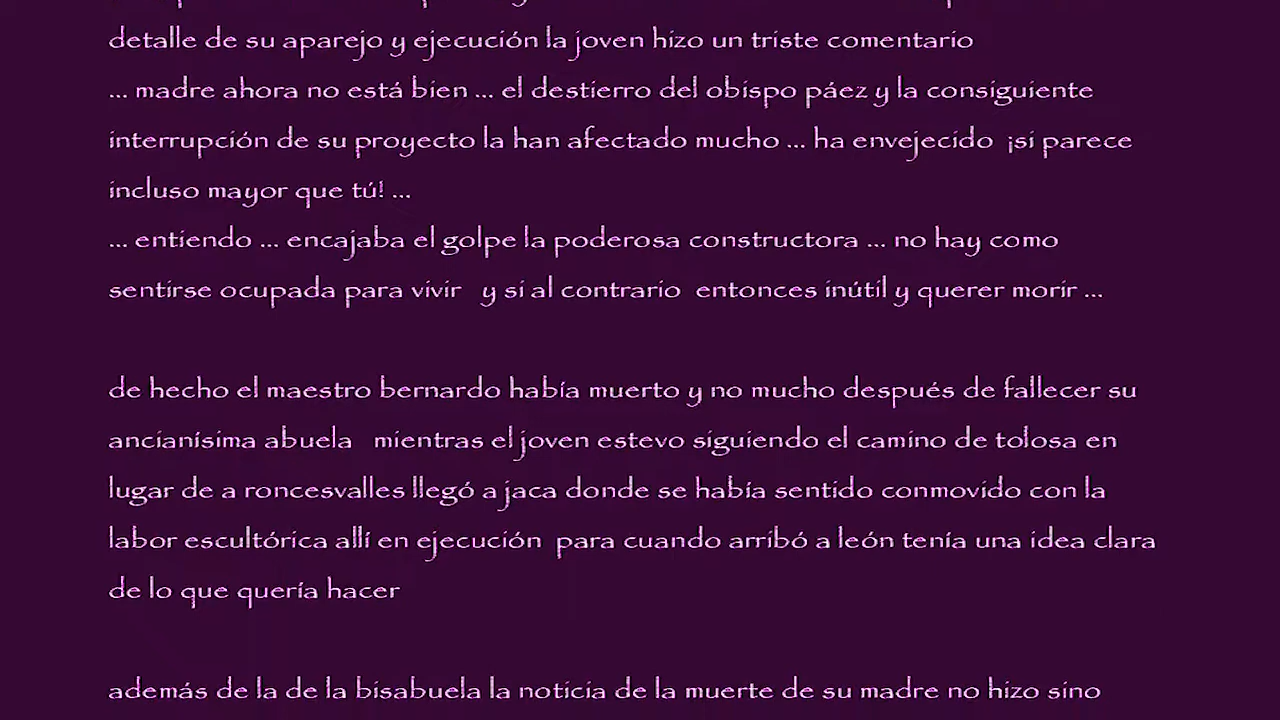 detalle de su aparejo y ejecución la joven hizo un triste comentario
... madre ahora no está bien ... el destierro del obispo páez y la consiguiente
interrupción de su proyecto la han afectado mucho ... ha envejecido ¡si parece
incluso mayor que tú! ...
... entiendo ... encajaba el golpe la poderosa constructora ... no hay como
sentirse ocupada para vivir y si al contrario entonces inútil y querer morir ...
de hecho el maestro bernardo había muerto y no mucho después de fallecer su
ancianísima abuela mientras el joven estevo siguiendo el camino de tolosa en
lugar de a roncesvalles llegó a jaca donde se había sentido conmovido con la
labor escultórica allí en ejecución para cuando arribó a león tenía una idea clara
de lo que quería hacer
además de la de la bisabuela la noticia de la muerte de su madre no hizo sino